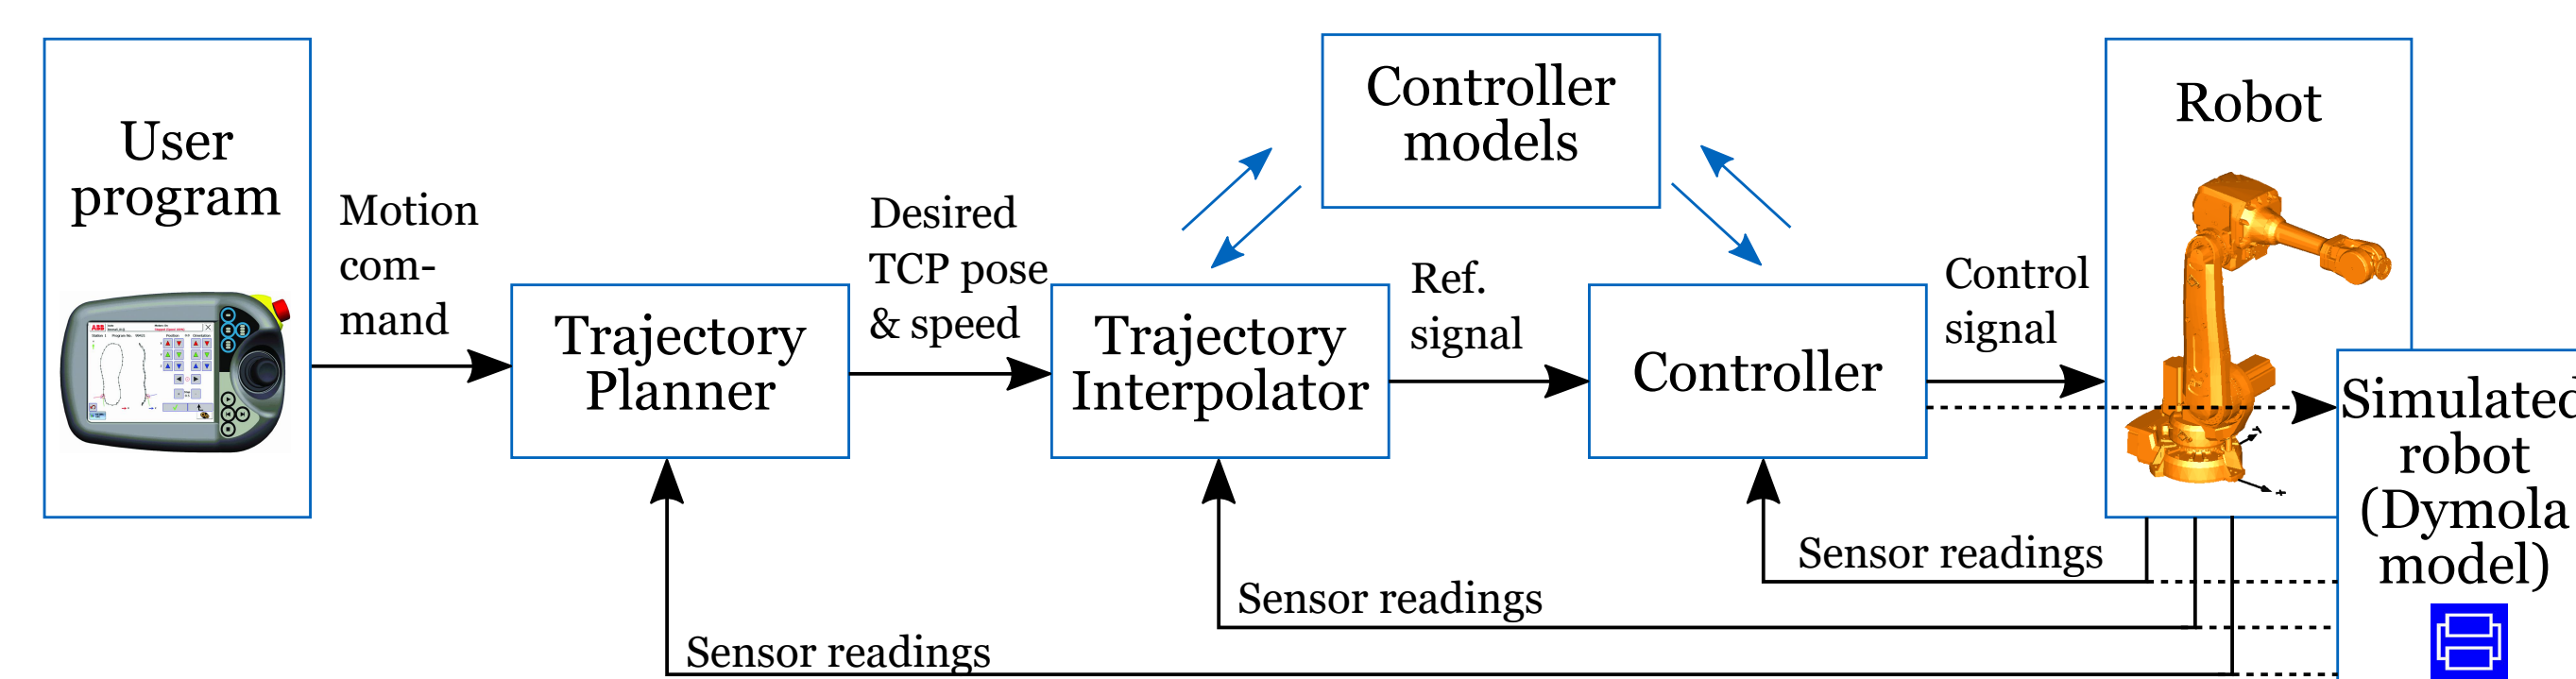 User
program
Motion
com-
mand
Trajectory
Planner
Desired
TCP pose
& speed
Trajectory
Interpolator
Controller
models
Ref.
signal
Controller
Control
signal
Robot
Simulated
robot
(Dymola
model)
Sensor readings
Sensor readings
Sensor readings
ABB